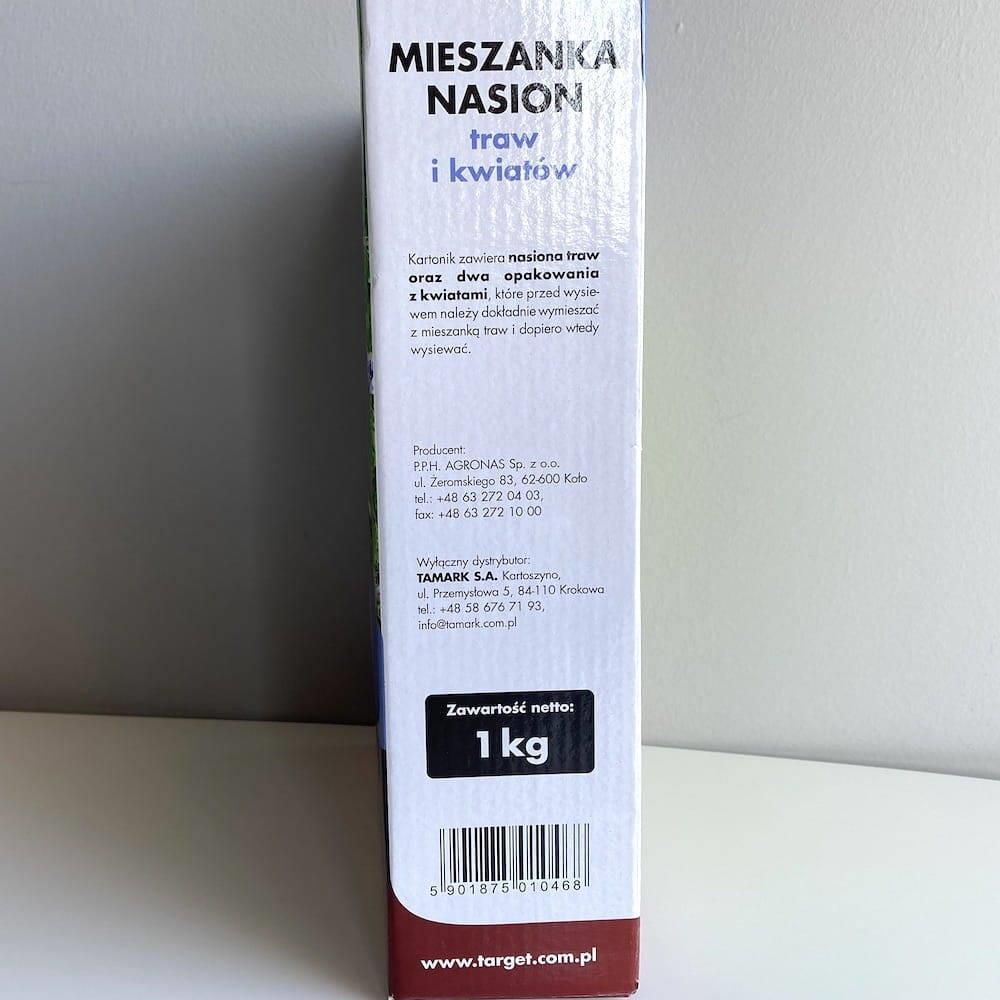 MIESZANKA
NASION
traw
i kwiatów
Kartonik zawiera nasiona traw
oraz dwa opakowania
z kwiatami, które przed wysie-
wem należy dokładnie wymieszać
z mieszanką traw i dopiero wtedy
wysiewać.
Producent:
P.P.H. AGRONAS Sp. z o.o.
ul. Żeromskiego 83, 62-600 Koło
tel.: +48 63 272 04 03,
fax: +48 63 272 10 00
Wyłączny dystrybutor:
TAMARK S.A. Kartoszyno,
ul. Przemysłowa 5, 84-110 Krokowa
tel.: +48 58 676 71 93,
info@tamark.com.pl
Zawartość netto:
1 kg
5 901875 010468
www.target.com.pl